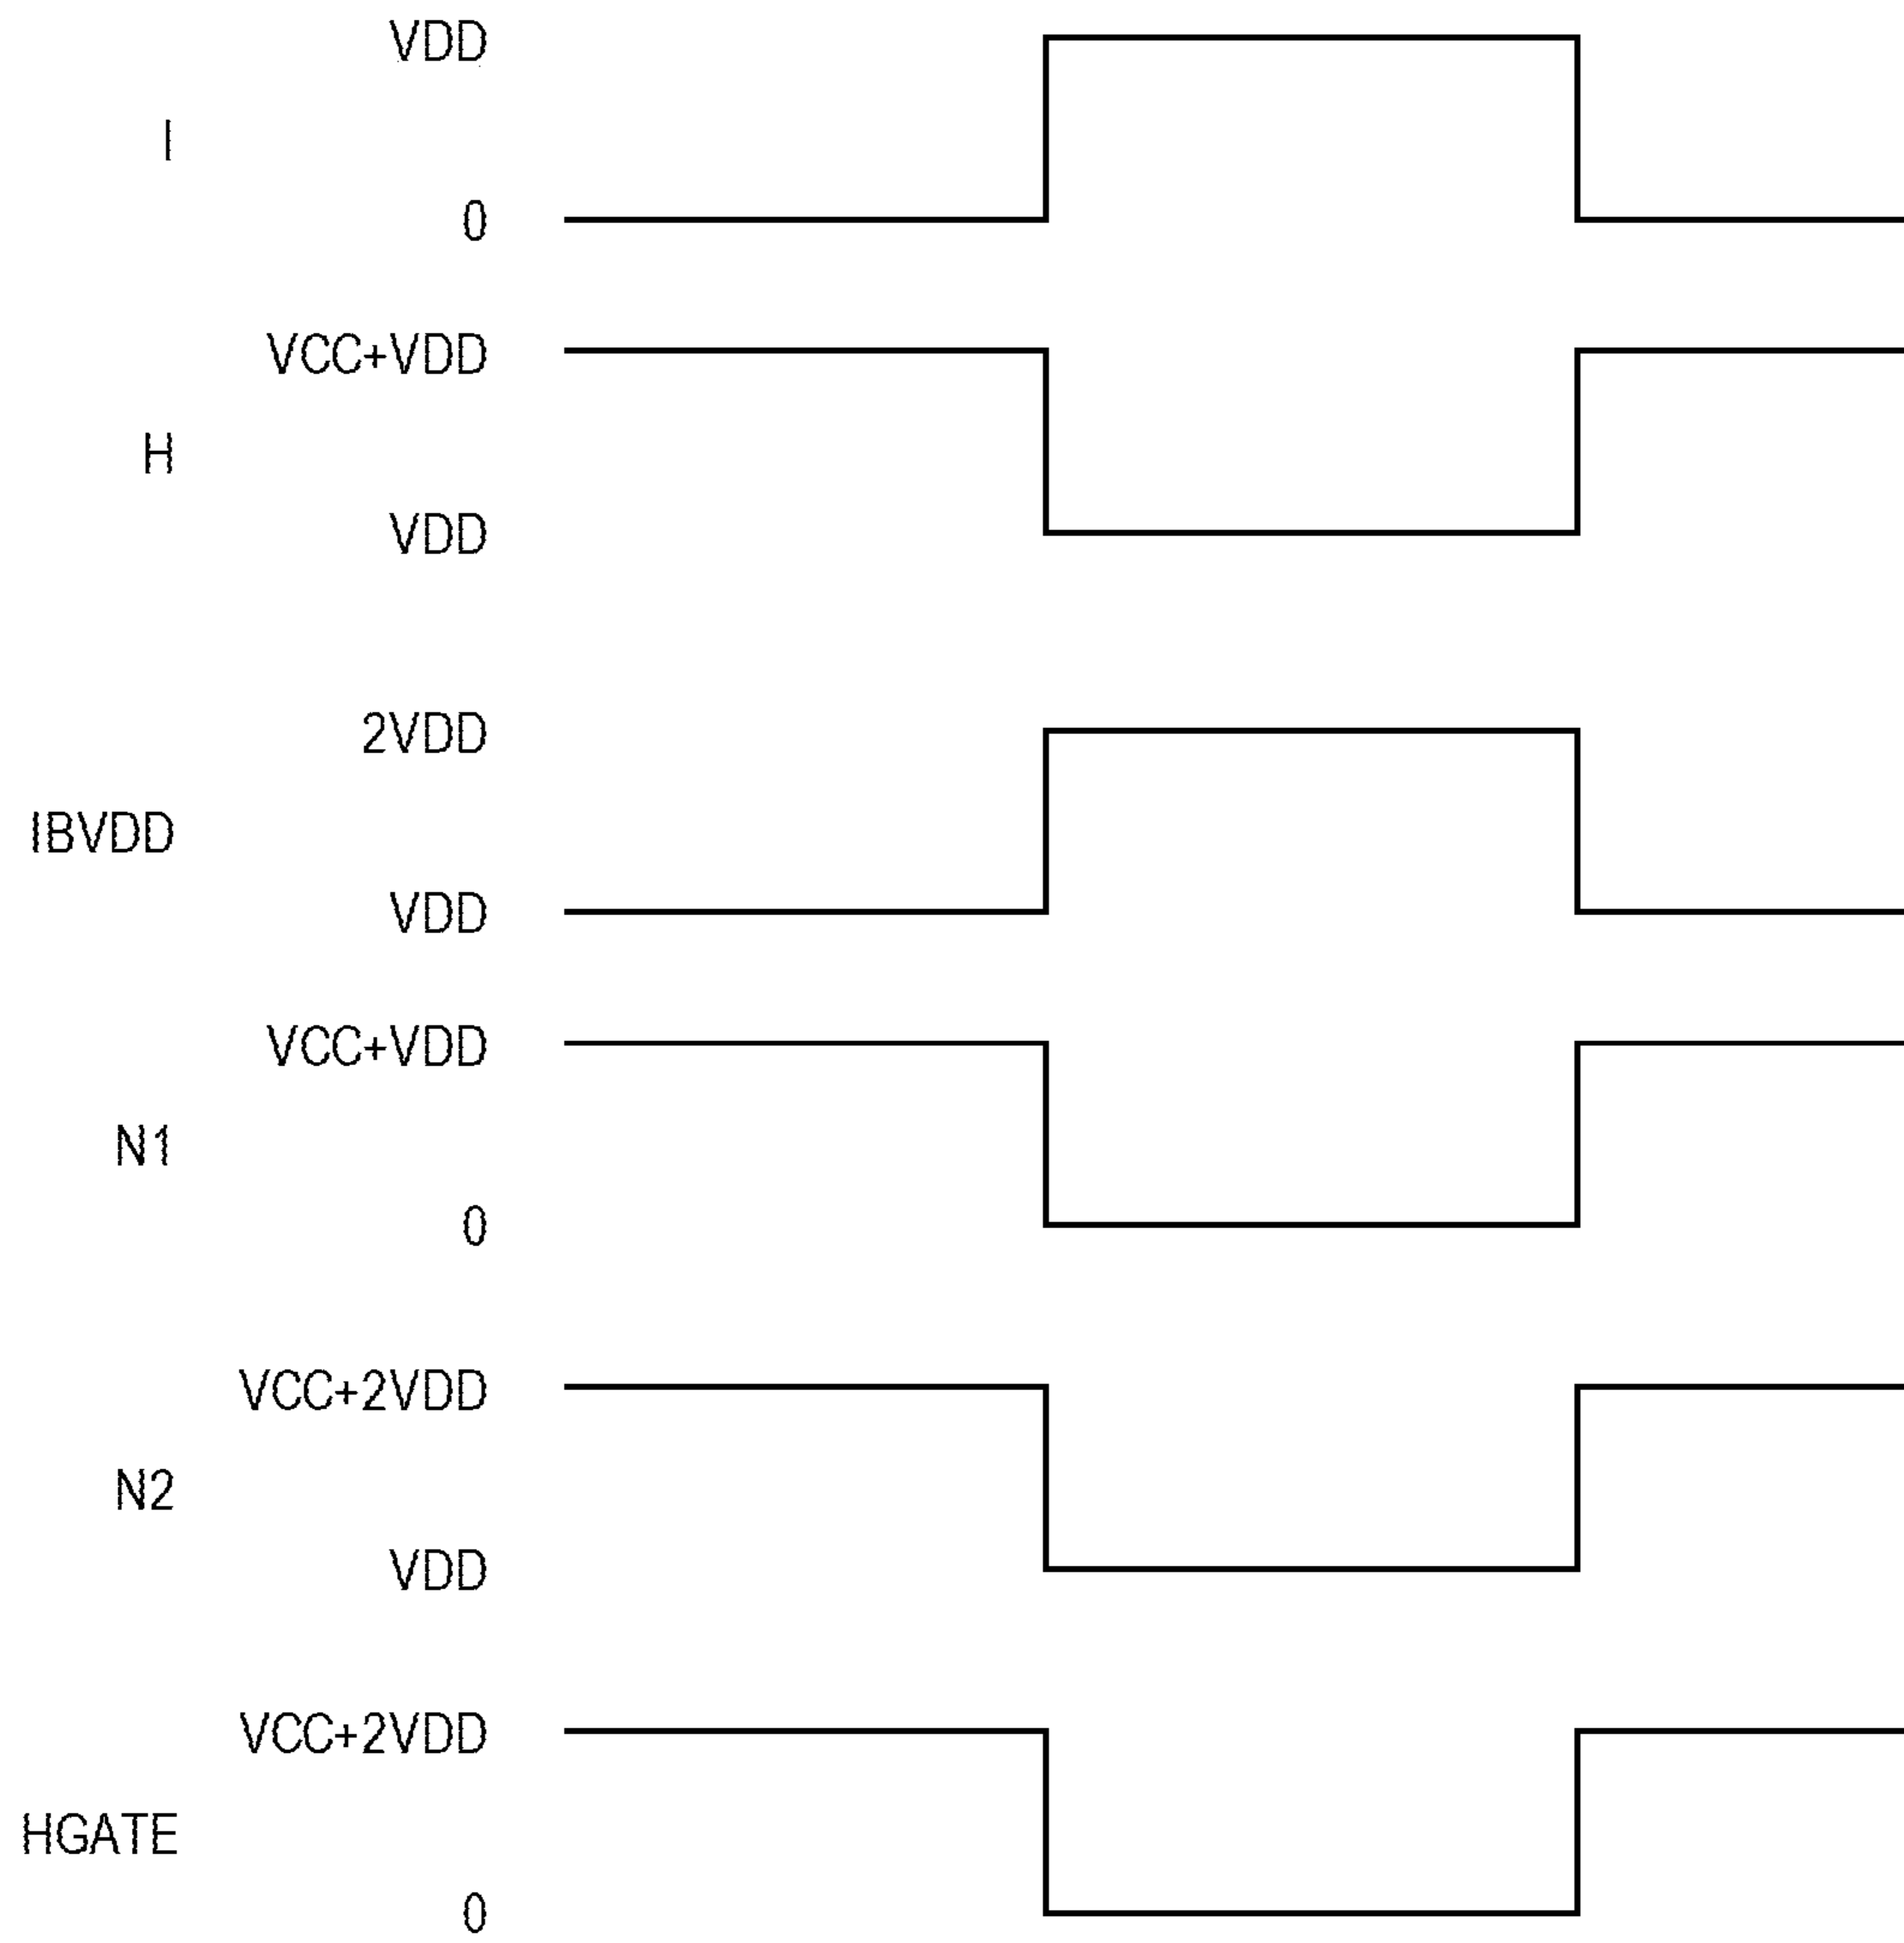 VDD
I
0
VCC+VDD
H
VDD
2VDD
IBVDD
VDD
VCC+VDD
N1
0
VCC+2VDD
N2
VDD
VCC+2VDD
HGATE
0